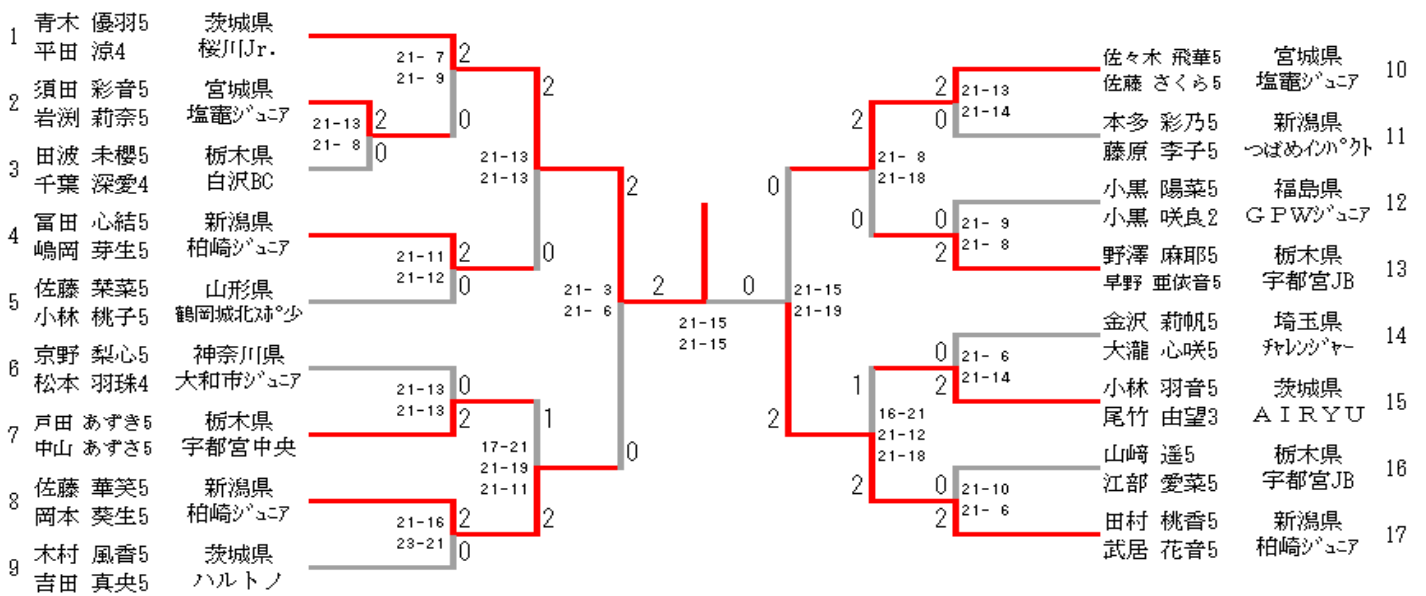 1 青木 優羽5 茨城県
平田 涼4 桜川Jr.
2 須田 彩音5 宮城県
岩渕 莉奈5 塩竈ジュニア
3 田波 未櫻5 栃木県
千葉 深愛4 白沢BC
4 冨田 心結5 新潟県
嶋岡 芽生5 柏崎ジュニア
5 佐藤 栞菜5 山形県
小林 桃子5 鶴岡城北スポ少
6 京野 梨心5 神奈川県
松本 羽珠4 大和市ジュニア
7 戸田 あずき5 栃木県
中山 あずさ5 宇都宮中央
8 佐藤 華笑5 新潟県
岡本 葵生5 柏崎ジュニア
9 木村 風香5 茨城県
吉田 真央5 ハルトノ
21- 7 2
21- 9 0
21-13 2
21- 8 0
21-11 2
21-12 0
21-13 0
21-13 2
21-16 2
23-21 0
2
21-13
21-13
0
1
17-21
21-19
21-11
2
2
21- 3
21- 6
0
2 0
21-15
21-15
0
21-15
21-19
2
2
21- 8
21-18
0
1
16-21
21-12
21-18
2
2 21-13
0 21-14
0 21- 9
2 21- 8
0 21- 6
2 21-14
0 21-10
2 21- 6
佐々木 飛華5 宮城県 10
佐藤 さくら5 塩竈ジュニア
本多 彩乃5 新潟県 11
藤原 李子5 つばめインパクト
小黒 陽菜5 福島県 12
小黒 咲良2 ＧＰＷジュニア
野澤 麻耶5 栃木県 13
早野 亜依音5 宇都宮JB
金沢 莉帆5 埼玉県 14
大瀧 心咲5 チャレンジャー
小林 羽音5 茨城県 15
尾竹 由望3 ＡＩＲＹＵ
山﨑 遥5 栃木県 16
江部 愛菜5 宇都宮JB
田村 桃香5 新潟県 17
武居 花音5 柏崎ジュニア